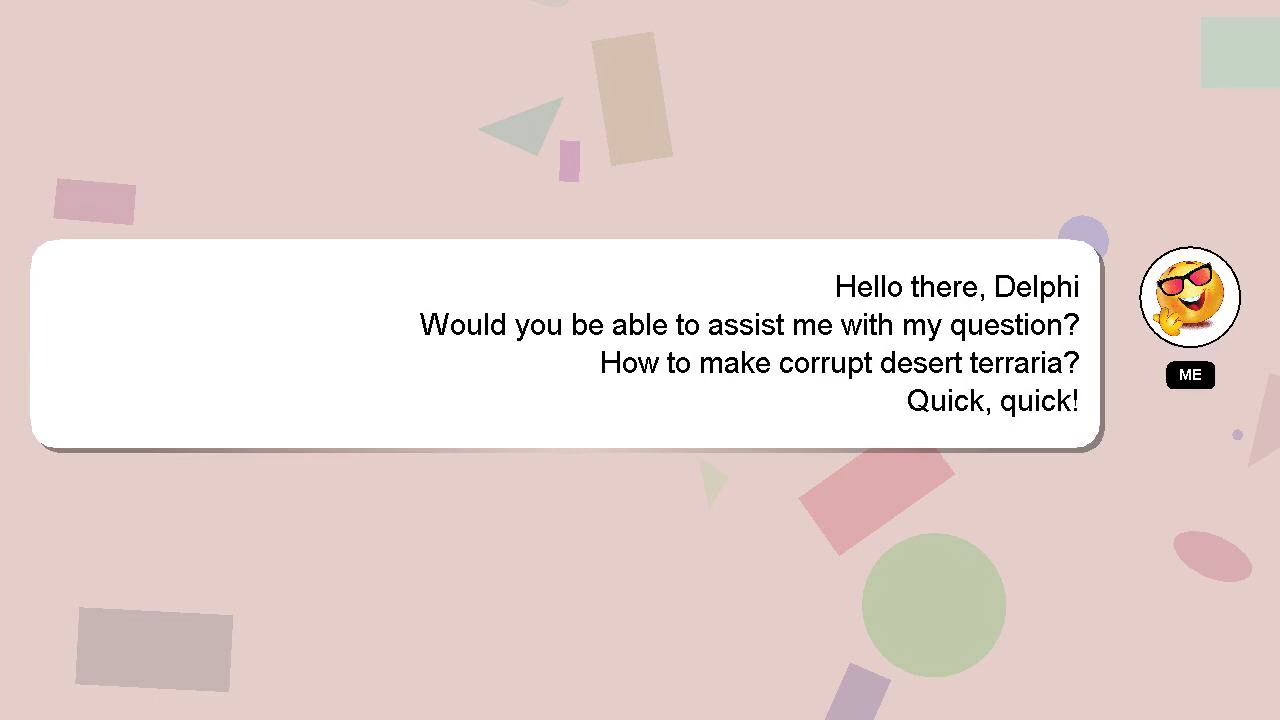 Hello there, Delphi
Would you be able to assist me with my question?
How to make corrupt desert terraria?
Quick, quick!
ME